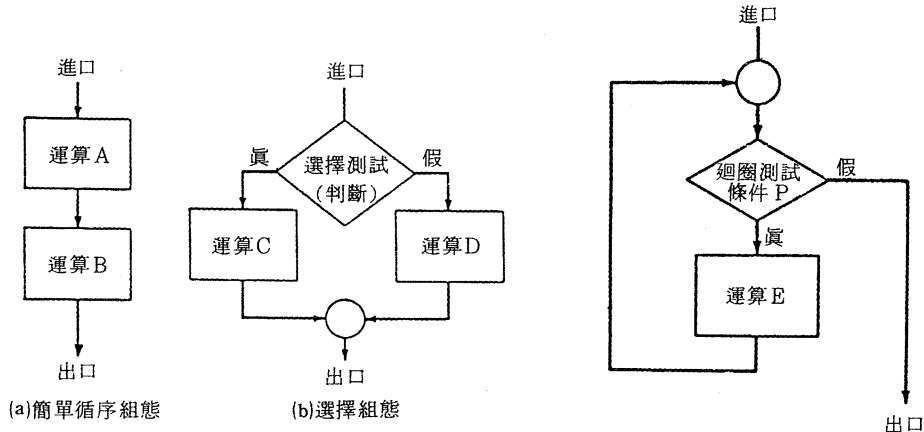 進口
運算A
運算B
出口
(a)簡單循序組態
進口
選擇測試
(判斷)
眞
假
運算C
運算D
出口
(b)選擇組態
進口
廻圈測試
條件P
假
眞
運算E
出口